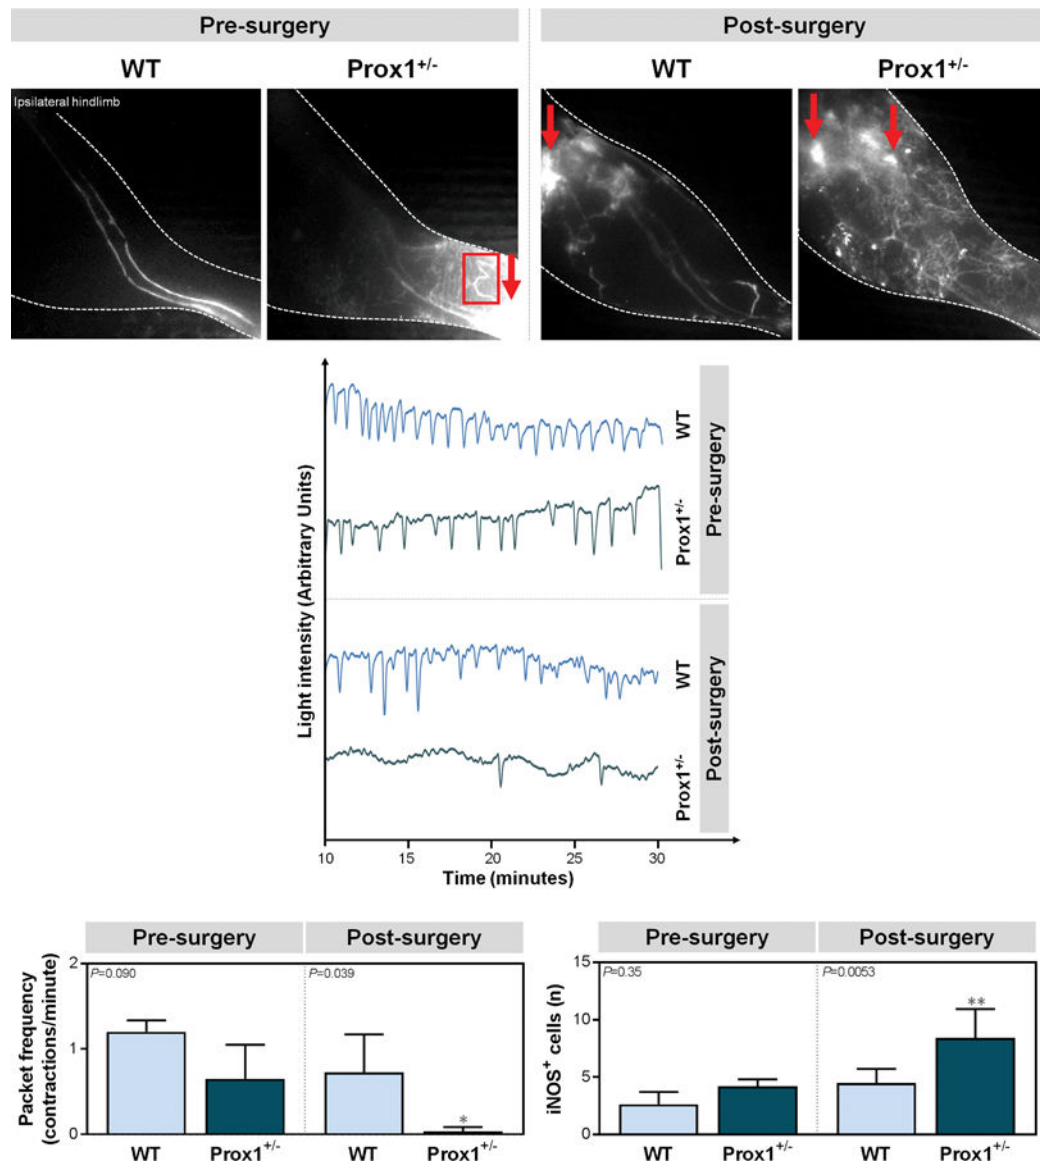 Pre-surgery
Post-surgery
WT
Prox1+/-
WT
Prox1+/-
Ipsilateral hindlimb
Light intensity (Arbitrary Units)
WT
Prox1+/-
Pre-surgery
WT
Prox1+/-
Post-surgery
10
15
20
25
30
Time (minutes)
Pre-surgery
Post-surgery
Packet frequency
(contractions/minute)
2
1
0
P=0.090
P=0.039
*
WT
Prox1+/-
WT
Prox1+/-
Pre-surgery
Post-surgery
iNOS+ cells (n)
15
10
5
0
P=0.35
P=0.0053
**
WT
Prox1+/-
WT
Prox1+/-